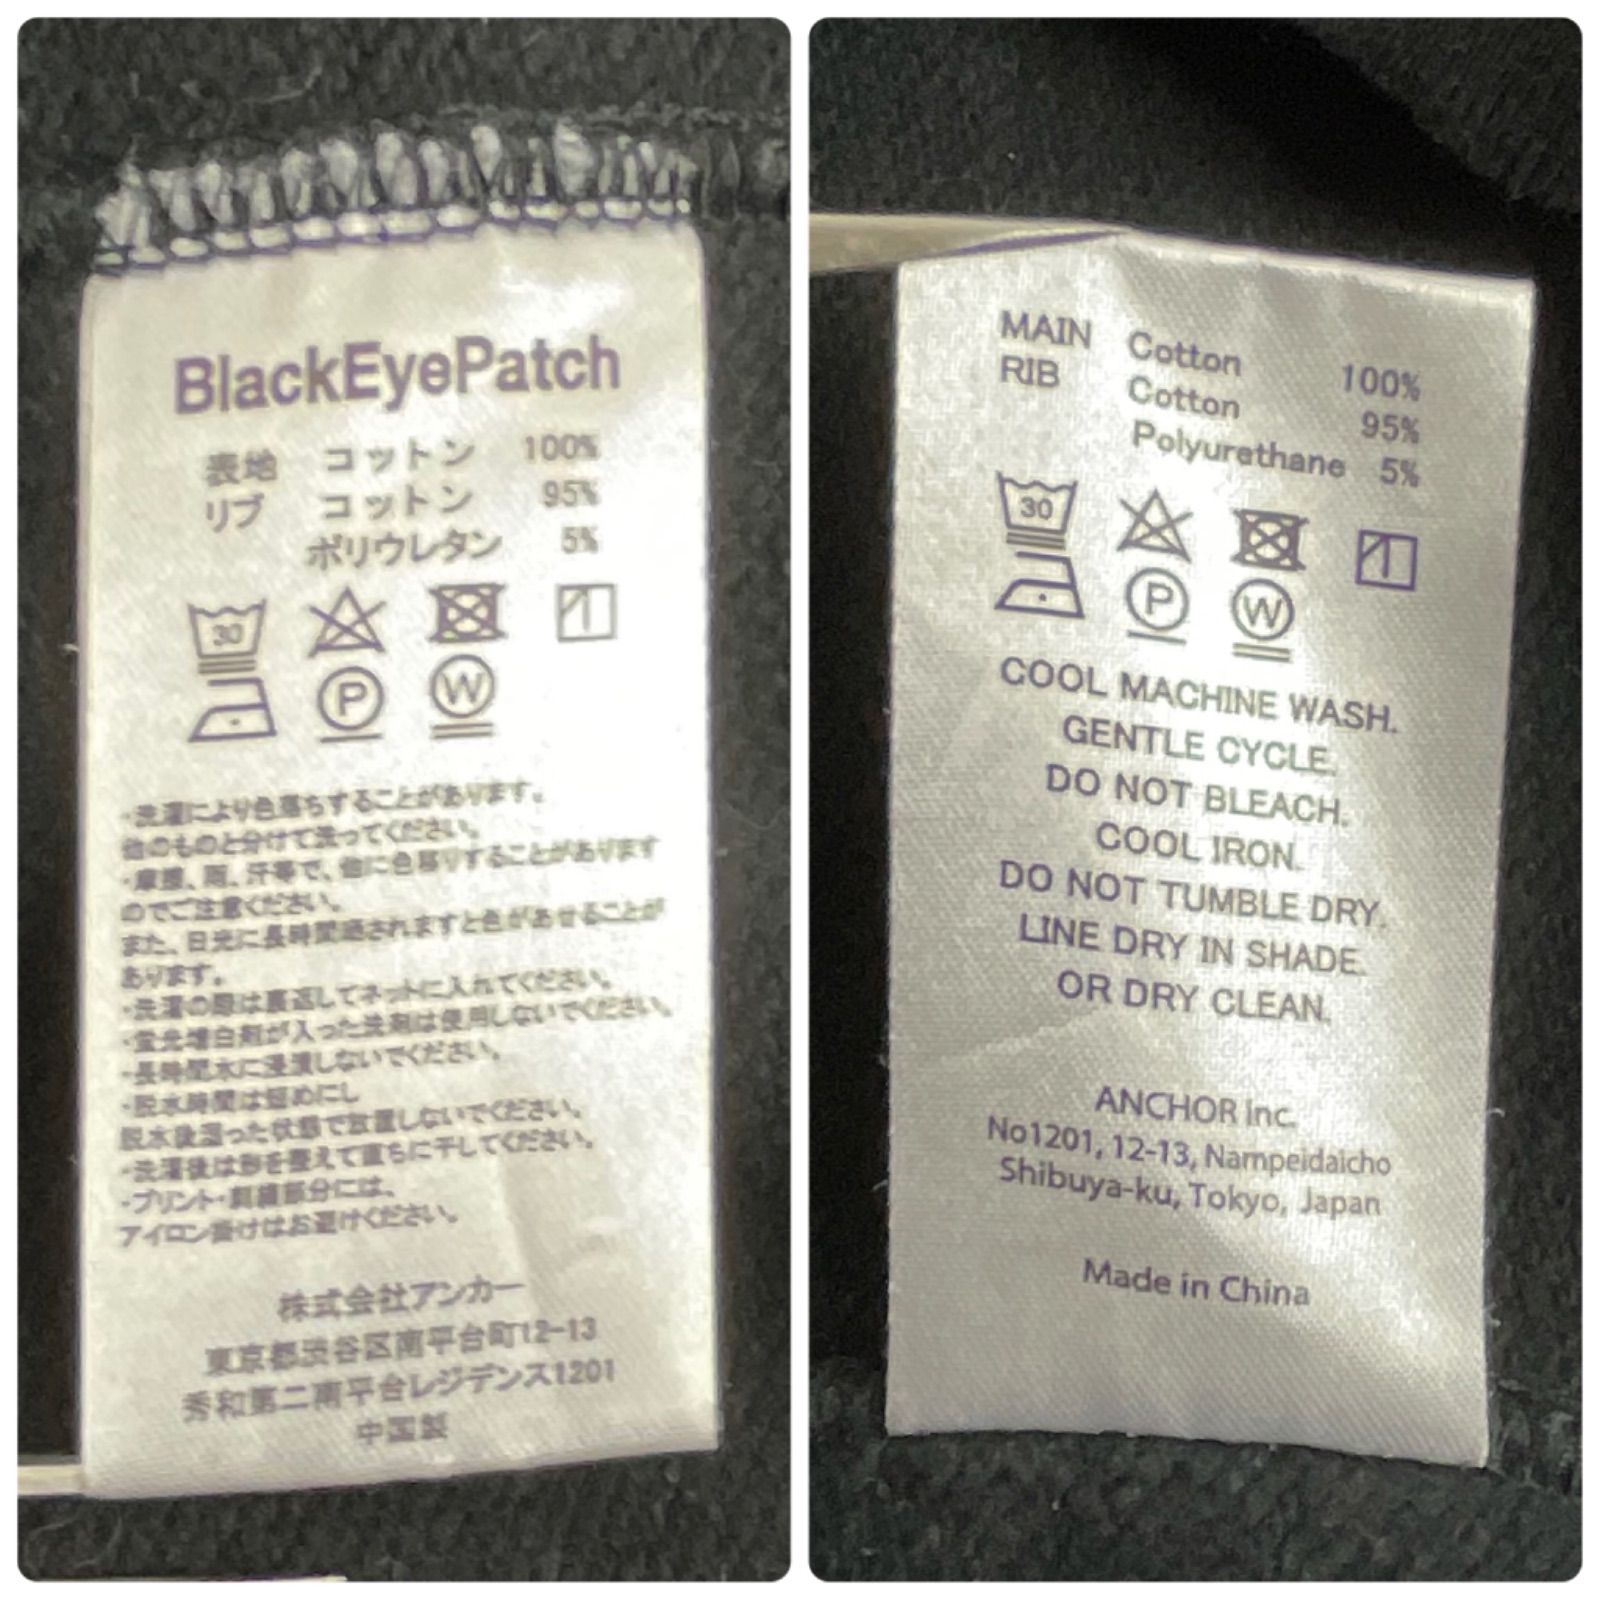 BlackEyePatch
表地 コットン 100%
リブ コットン 95%
ポリウレタン 5%
30
P W
・洗濯により色落ちすることがあります。
他のものと分けて洗ってください。
・摩擦、雨、汗等で、他に色移りすることがあります
のでご注意ください。
また、日光に長時間晒されますと色があせることが
あります。
・洗濯の際は裏返してネットに入れてください。
・蛍光増白剤が入った洗剤は使用しないでください。
・長時間水に浸漬しないでください。
・脱水時間は短めにし
脱水後湿った状態で放置しないでください。
・洗濯後は形を整えて直ちに干してください。
・プリント・刺繍部分には、
アイロン掛けはお避けください。
株式会社アンカー
東京都渋谷区南平台町12-13
秀和第二南平台レジデンス1201
中国製
MAIN Cotton 100%
RIB Cotton 95%
Polyurethane 5%
30
P W
COOL MACHINE WASH.
GENTLE CYCLE.
DO NOT BLEACH.
COOL IRON.
DO NOT TUMBLE DRY.
LINE DRY IN SHADE.
OR DRY CLEAN.
ANCHOR Inc.
No1201, 12-13, Nampeidaicho
Shibuya-ku, Tokyo, Japan
Made in China